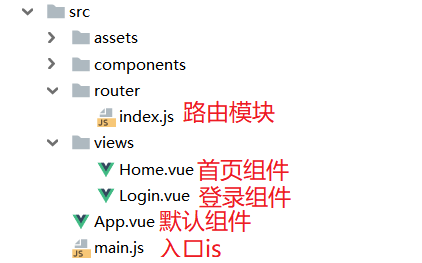 src
assets
components
router
index.js 路由模块
views
Home.vue 首页组件
Login.vue 登录组件
App.vue 默认组件
main.js 入口js